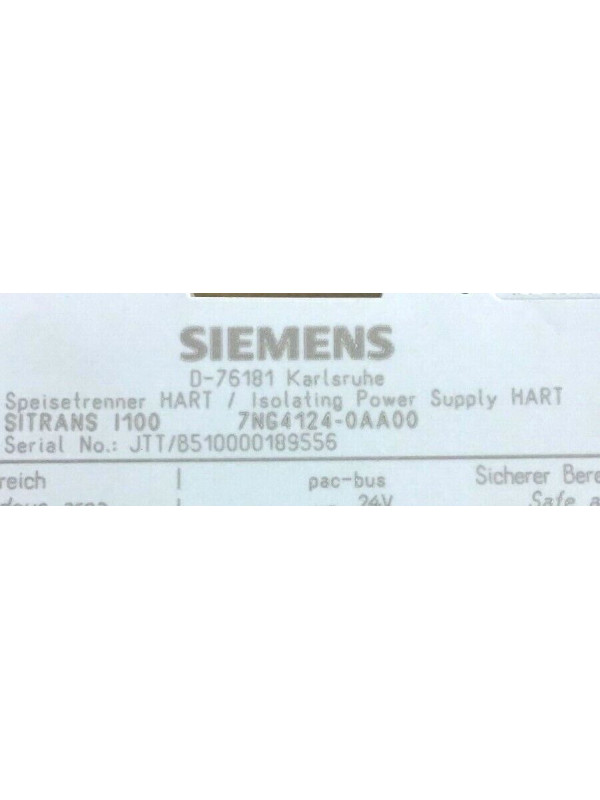 SIEMENS
D-76181 Karlsruhe
Speisetrenner HART / Isolating Power Supply HART
SITRANS I100 7NG4124-0AA00
Serial No.: JTT/B510000189556
reich | pac-bus Sicherer Bere
24V Safe a